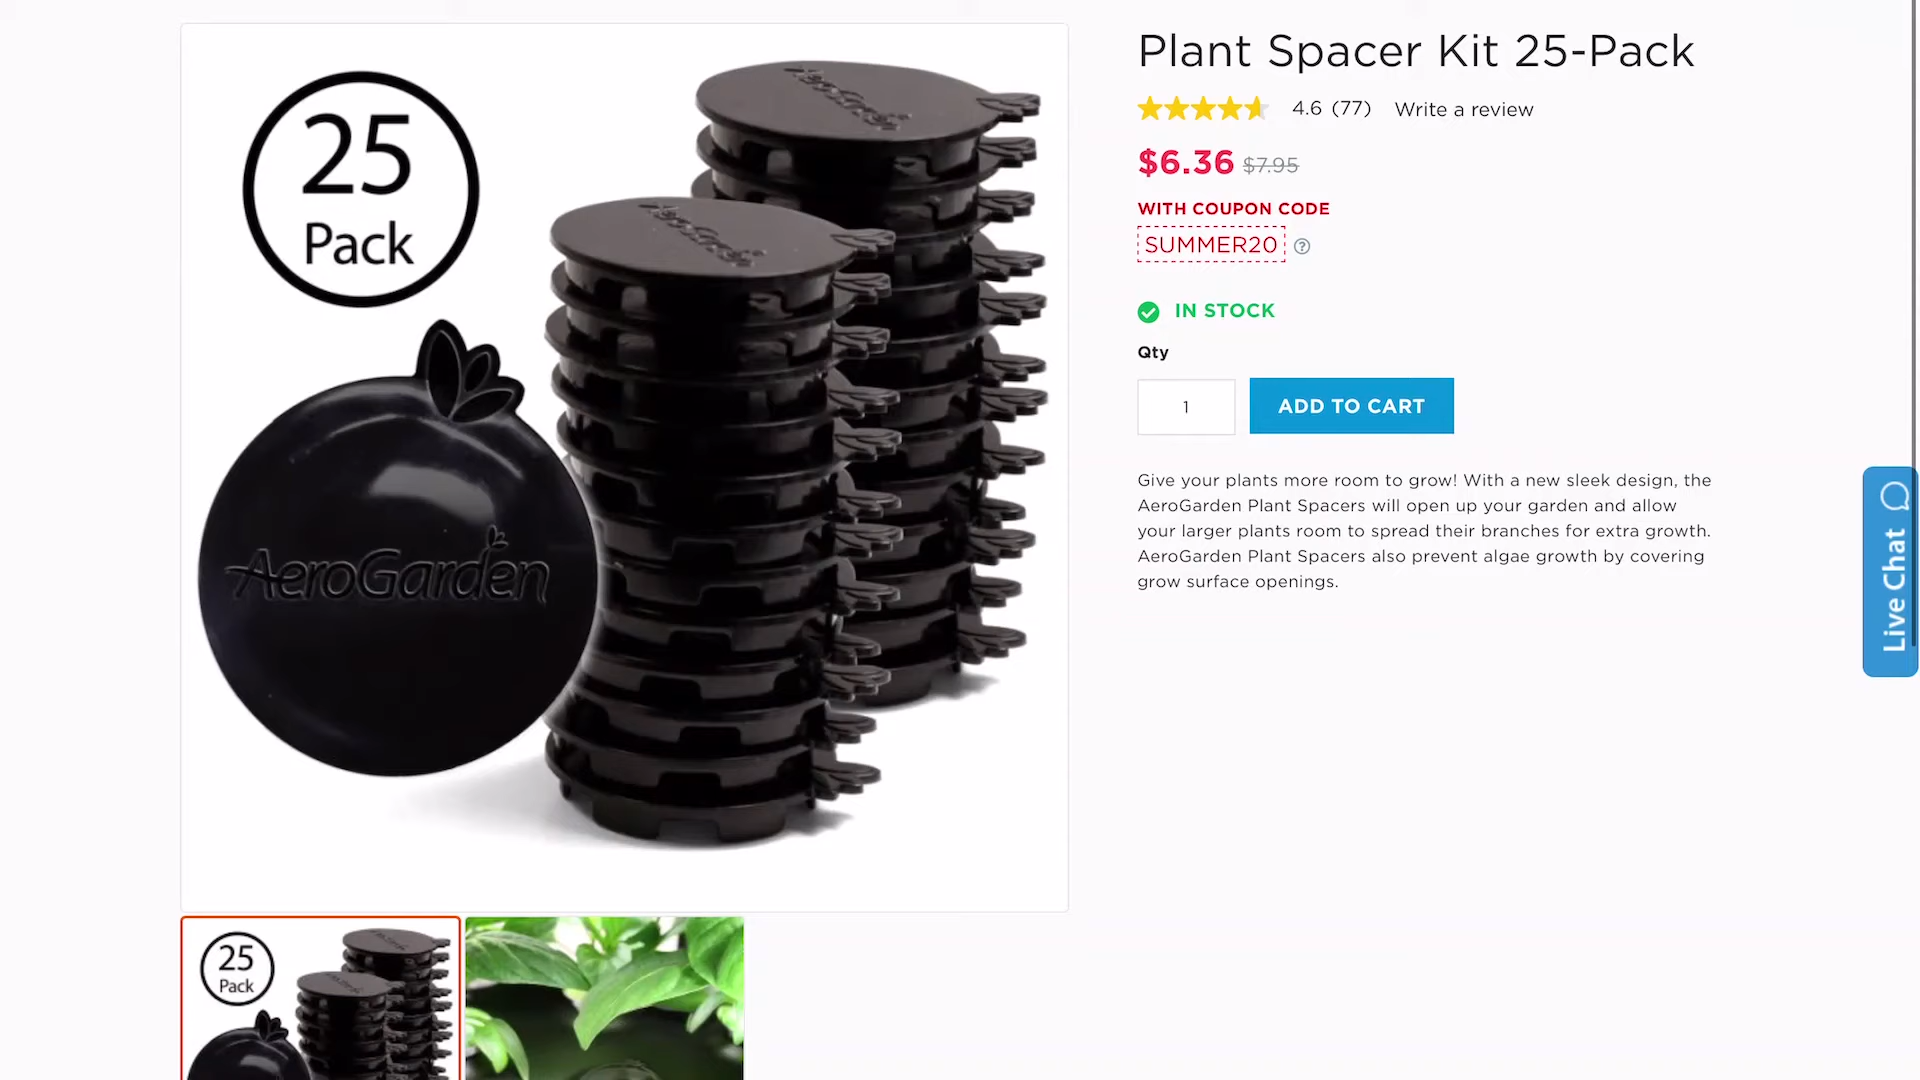 25
Pack
AeroGarden
AeroGarden
AeroGarden
Plant Spacer Kit 25-Pack
4.6 (77) Write a review
$6.36 $7.95
WITH COUPON CODE
SUMMER20 ?
IN STOCK
Qty
1 ADD TO CART
Give your plants more room to grow! With a new sleek design, the
AeroGarden Plant Spacers will open up your garden and allow
your larger plants room to spread their branches for extra growth.
AeroGarden Plant Spacers also prevent algae growth by covering
grow surface openings.
Live Chat
25
Pack